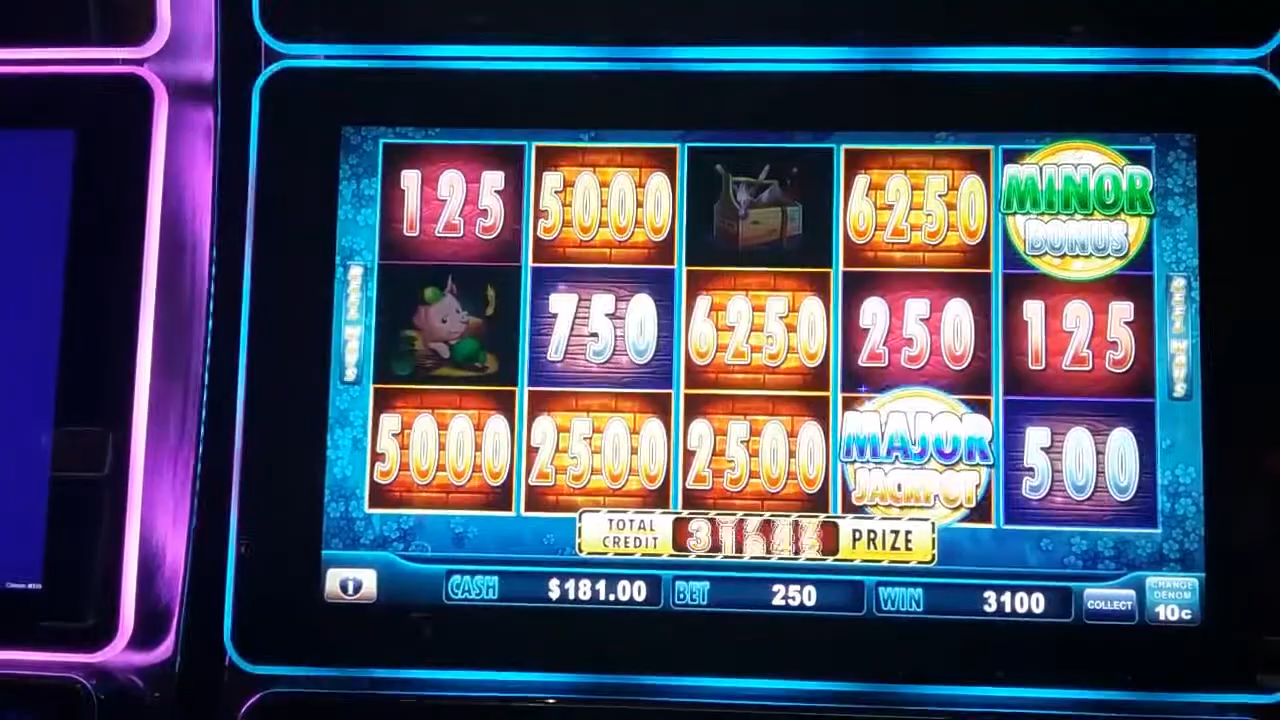 125 5000 6250 MINOR BONUS
750 6250 250 125
5000 2500 2500 MAJOR JACKPOT 500
TOTAL CREDIT PRIZE
CASH $181.00 BET 250 WIN 3100 COLLECT CHANGE DENOM 10¢